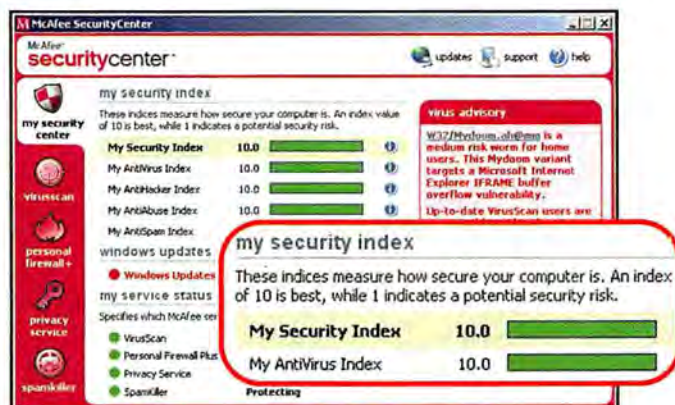 McAfee SecurityCenter
McAfee
securitycenter
updates support help
my security center
virusscan
personal firewall+
privacy service
spamkiller
my security index
These indices measure how secure your computer is. An index value
of 10 is best, while 1 indicates a potential security risk.
My Security Index 10.0
My AntiVirus Index 10.0
My AntiHacker Index 10.0
My AntiAbuse Index 10.0
My AntiSpam Index
windows updates
Windows Updates
my service status
Specifies which McAfee ser
VirusScan
Personal Firewall Plus
Privacy Service
SpamKiller Protecting
virus advisory
W32/Mydoom.ah@mm is a
medium risk worm for home
users. This Mydoom variant
targets a Microsoft Internet
Explorer IFRAME buffer
overflow vulnerability.
Up-to-date VirusScan users are
my security index
These indices measure how secure your computer is. An index
of 10 is best, while 1 indicates a potential security risk.
My Security Index 10.0
My AntiVirus Index 10.0